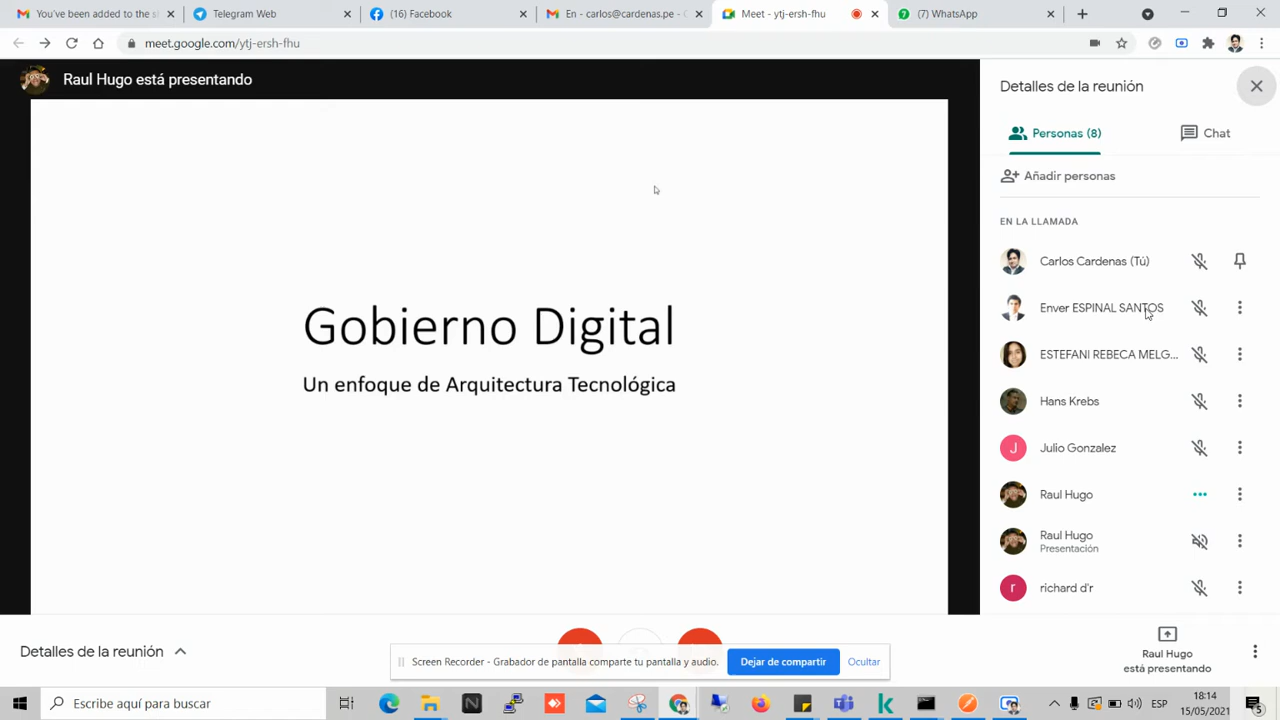 You've been added to the s
Telegram Web
(16) Facebook
En - carlos@cardenas.pe - C
Meet - ytj-ersh-fhu
(7) WhatsApp
meet.google.com/ytj-ersh-fhu
Raul Hugo está presentando
Gobierno Digital
Un enfoque de Arquitectura Tecnológica
Detalles de la reunión
Personas (8)
Chat
Añadir personas
EN LA LLAMADA
Carlos Cardenas (Tú)
Enver ESPINAL SANTOS
ESTEFANI REBECA MELG...
Hans Krebs
J
Julio Gonzalez
Raul Hugo
Raul Hugo
Presentación
r
richard d'r
Detalles de la reunión
Screen Recorder - Grabador de pantalla comparte tu pantalla y audio.
Dejar de compartir
Ocultar
Raul Hugo
está presentando
Escribe aquí para buscar
ESP
18:14
15/05/2021
5